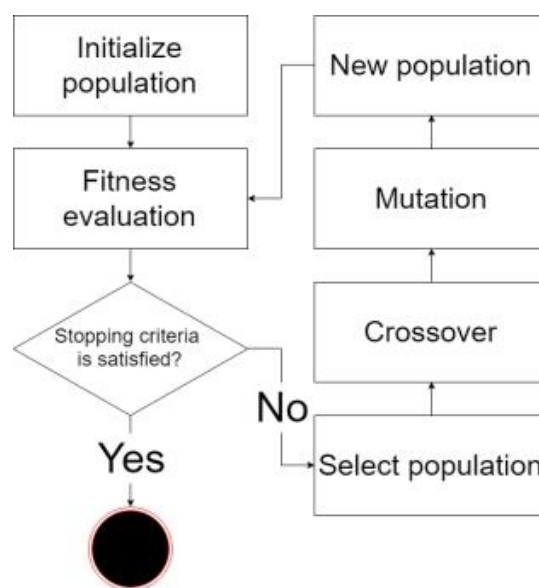 Initialize
population
New population
Fitness
evaluation
Mutation
Stopping criteria
is satisfied?
Crossover
No
Yes
Select population